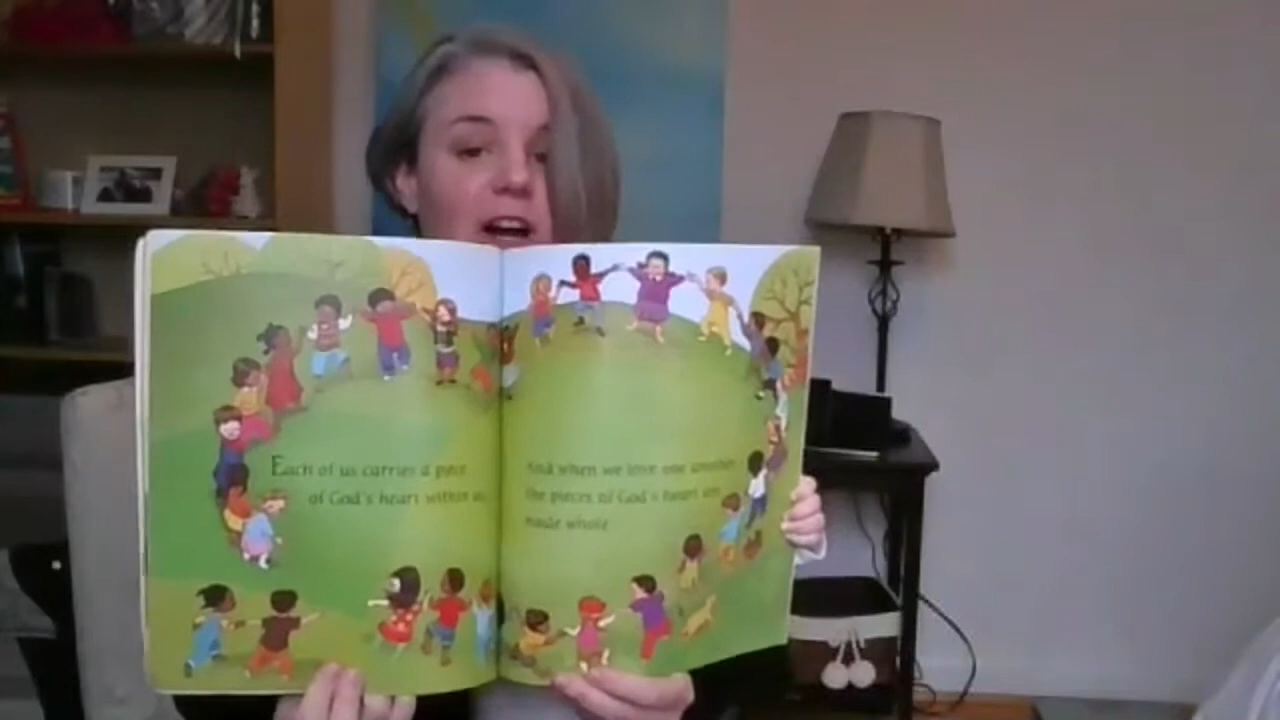 Each of us carries a piece
of God's heart within us.
And when we love one another
the pieces of God's heart are
made whole